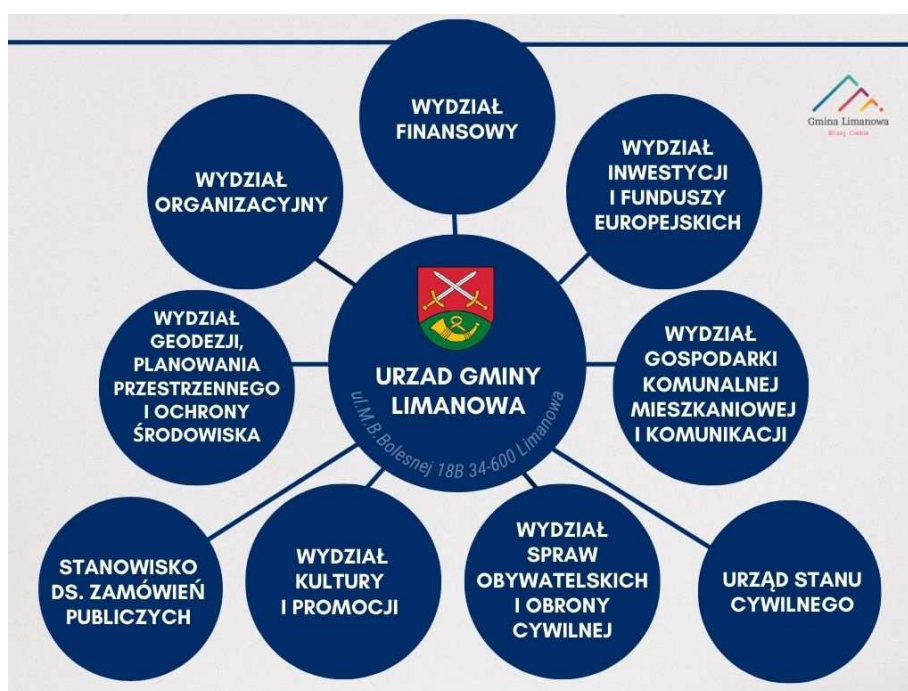 WYDZIAŁ
FINANSOWY
Gmina Limanowa
WYDZIAŁ
ORGANIZACYJNY
WYDZIAŁ
INWESTYCJI
I FUNDUSZY
EUROPEJSKICH
WYDZIAŁ
GEODEZJI,
PLANOWANIA
PRZESTRZENNEGO
I OCHRONY
ŚRODOWISKA
URZAD GMINY
LIMANOWA
ul.M.B.Bolesnej 18B 34-600 Limanowa
WYDZIAŁ
GOSPODARKI
KOMUNALNEJ
MIESZKANIOWEJ
I KOMUNIKACJI
STANOWISKO
DS. ZAMÓWIEŃ
PUBLICZYCH
WYDZIAŁ
KULTURY
I PROMOCJI
WYDZIAŁ
SPRAW
OBYWATELSKICH
I OBRONY
CYWILNEJ
URZĄD STANU
CYWILNEGO